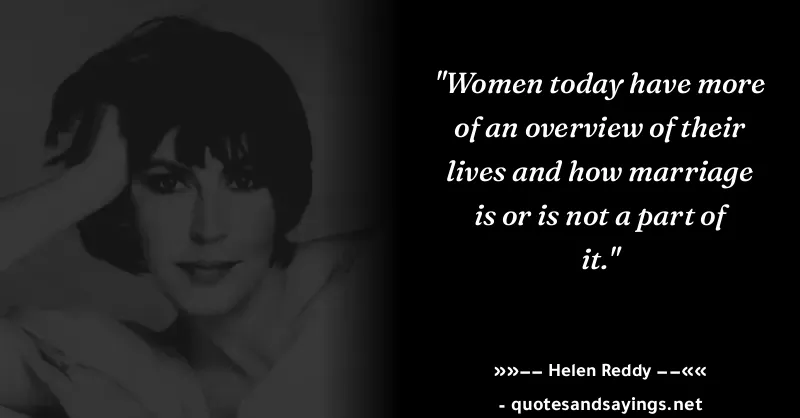 "Women today have more
of an overview of their
lives and how marriage
is or is not a part of
it."
»»−− Helen Reddy −−««
- quotesandsayings.net